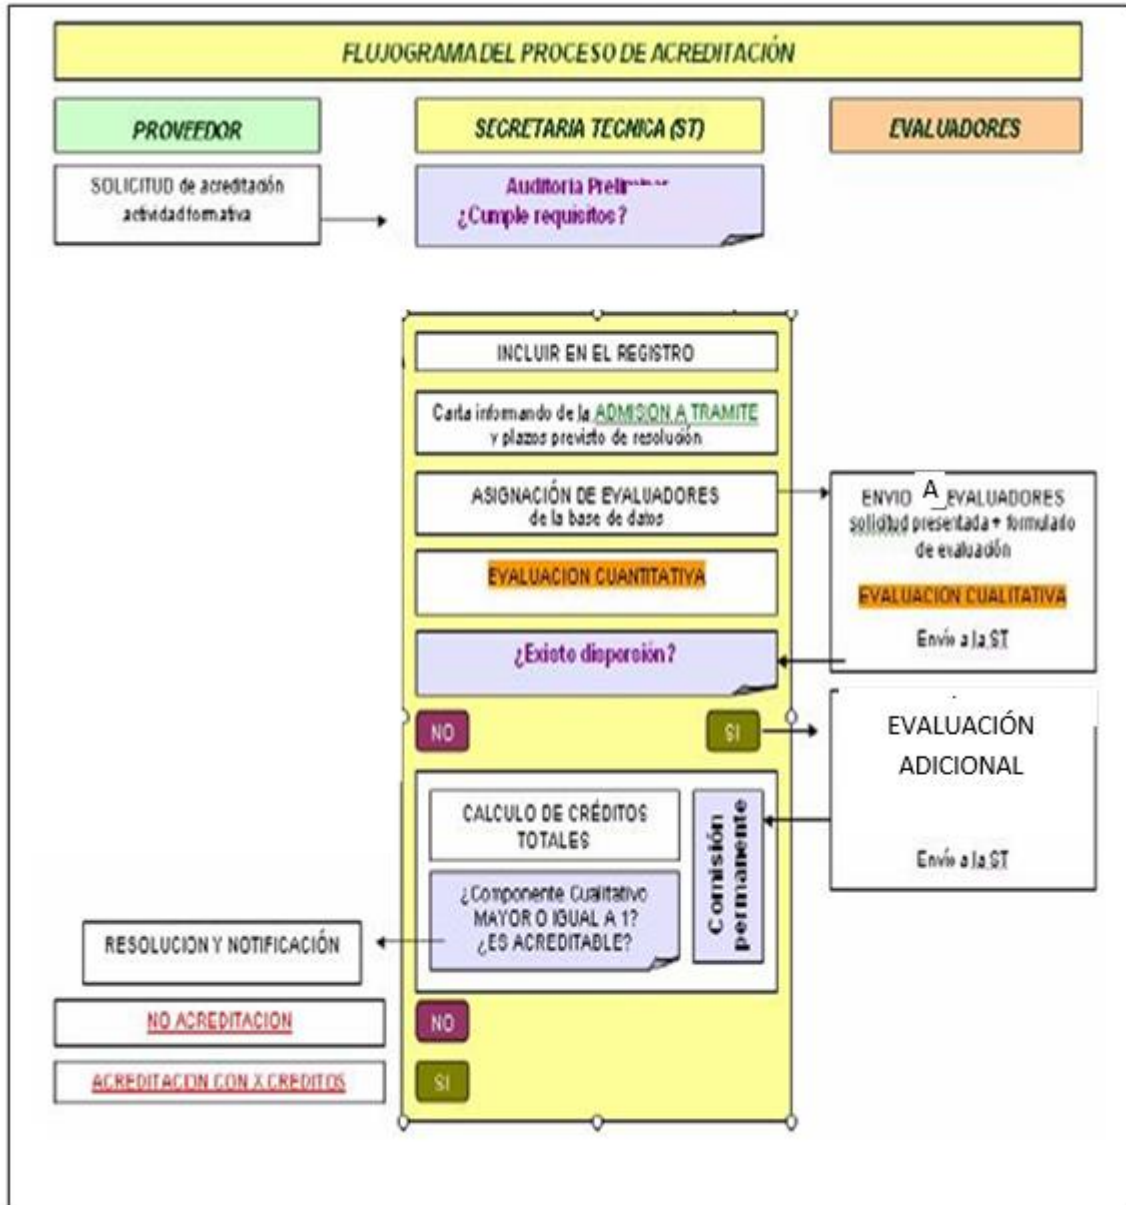 FLUJOGRAMA DEL PROCESO DE ACREDITACIÓN
PROVEEDOR
SECRETARIA TECNICA (ST)
EVALUADORES
SOLICITUD de acreditación
actividad formativa
Auditoria
¿Cumple requisitos?
INCLUIR EN EL REGISTRO
Carta informando de la ADMISION A TRAMITE
y plazos previsto de resolución
ASIGNACIÓN DE EVALUADORES
de la base de datos
ENVIO A EVALUADORES
solicitud presentada + formulario
de evaluación
EVALUACION CUANTITATIVA
EVALUACION CUALITATIVA
Envío a la ST
¿Existe dispersión?
NO
SI
EVALUACIÓN
ADICIONAL
Envío a la ST
CALCULO DE CRÉDITOS
TOTALES
Comisión
permanente
¿Componente Cualitativo
MAYOR O IGUAL A 1?
¿ES ACREDITABLE?
RESOLUCION Y NOTIFICACIÓN
NO ACREDITACION
NO
ACREDITACION CON X CREDITOS
SI